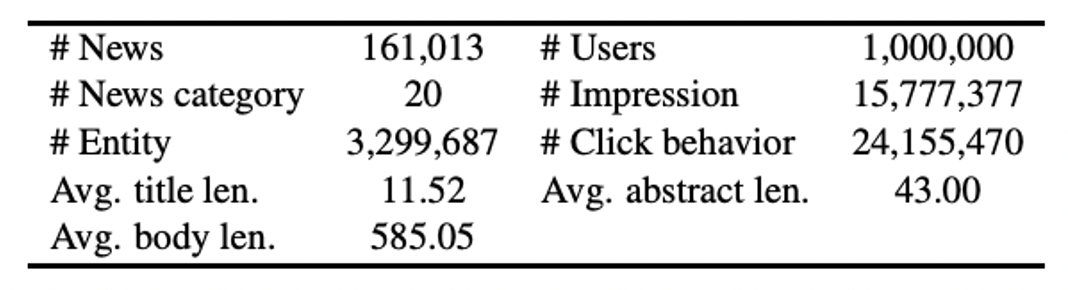 # News 161,013 # Users 1,000,000
# News category 20 # Impression 15,777,377
# Entity 3,299,687 # Click behavior 24,155,470
Avg. title len. 11.52 Avg. abstract len. 43.00
Avg. body len. 585.05